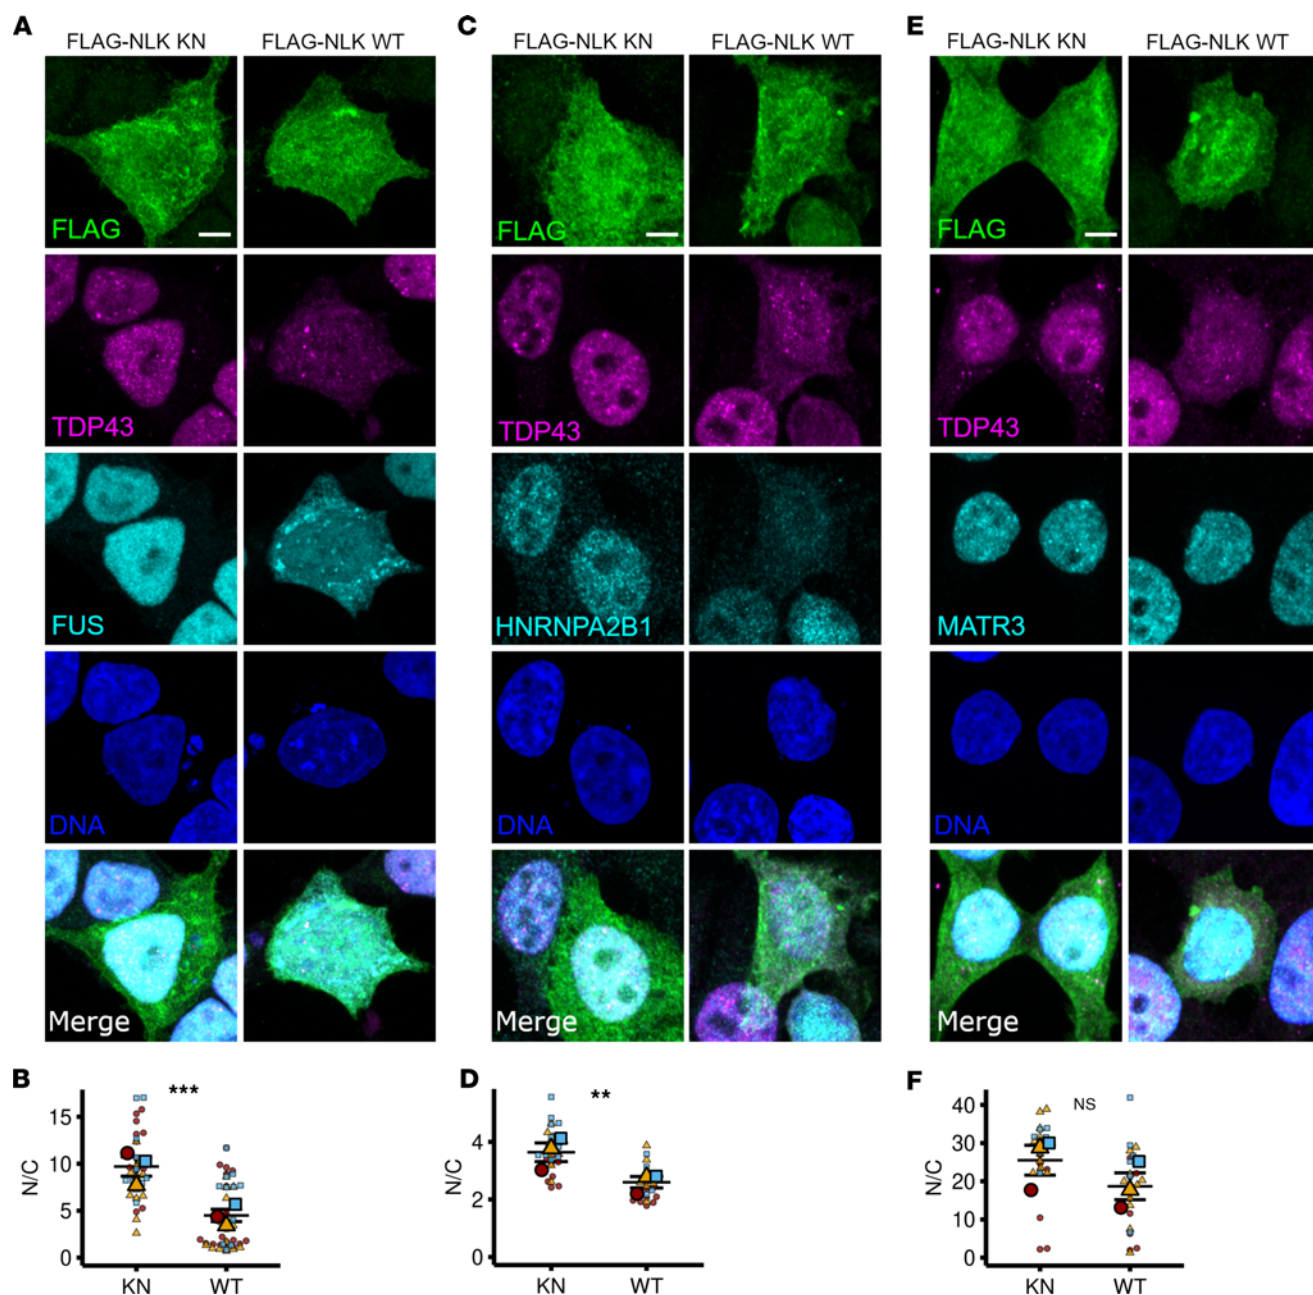 A
FLAG-NLK KN
FLAG-NLK WT
FLAG
TDP43
FUS
DNA
Merge
B
***
N/C
15
10
5
0
KN
WT
C
FLAG-NLK KN
FLAG-NLK WT
FLAG
TDP43
HNRNPA2B1
DNA
Merge
D
**
N/C
4
2
0
KN
WT
E
FLAG-NLK KN
FLAG-NLK WT
FLAG
TDP43
MATR3
DNA
Merge
F
NS
N/C
40
30
20
10
0
KN
WT